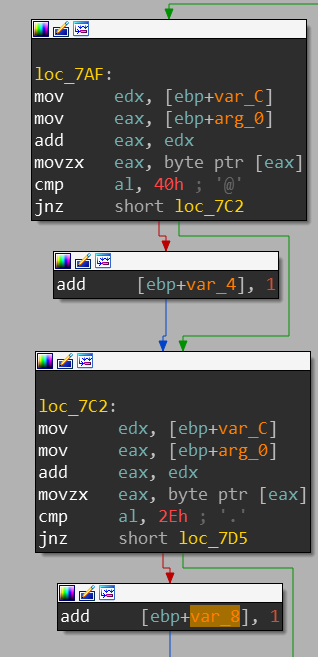 loc_7AF:
mov edx, [ebp+var_C]
mov eax, [ebp+arg_0]
add eax, edx
movzx eax, byte ptr [eax]
cmp al, 40h ; '@'
jnz short loc_7C2
add [ebp+var_4], 1
loc_7C2:
mov edx, [ebp+var_C]
mov eax, [ebp+arg_0]
add eax, edx
movzx eax, byte ptr [eax]
cmp al, 2Eh ; '.'
jnz short loc_7D5
add [ebp+var_8], 1